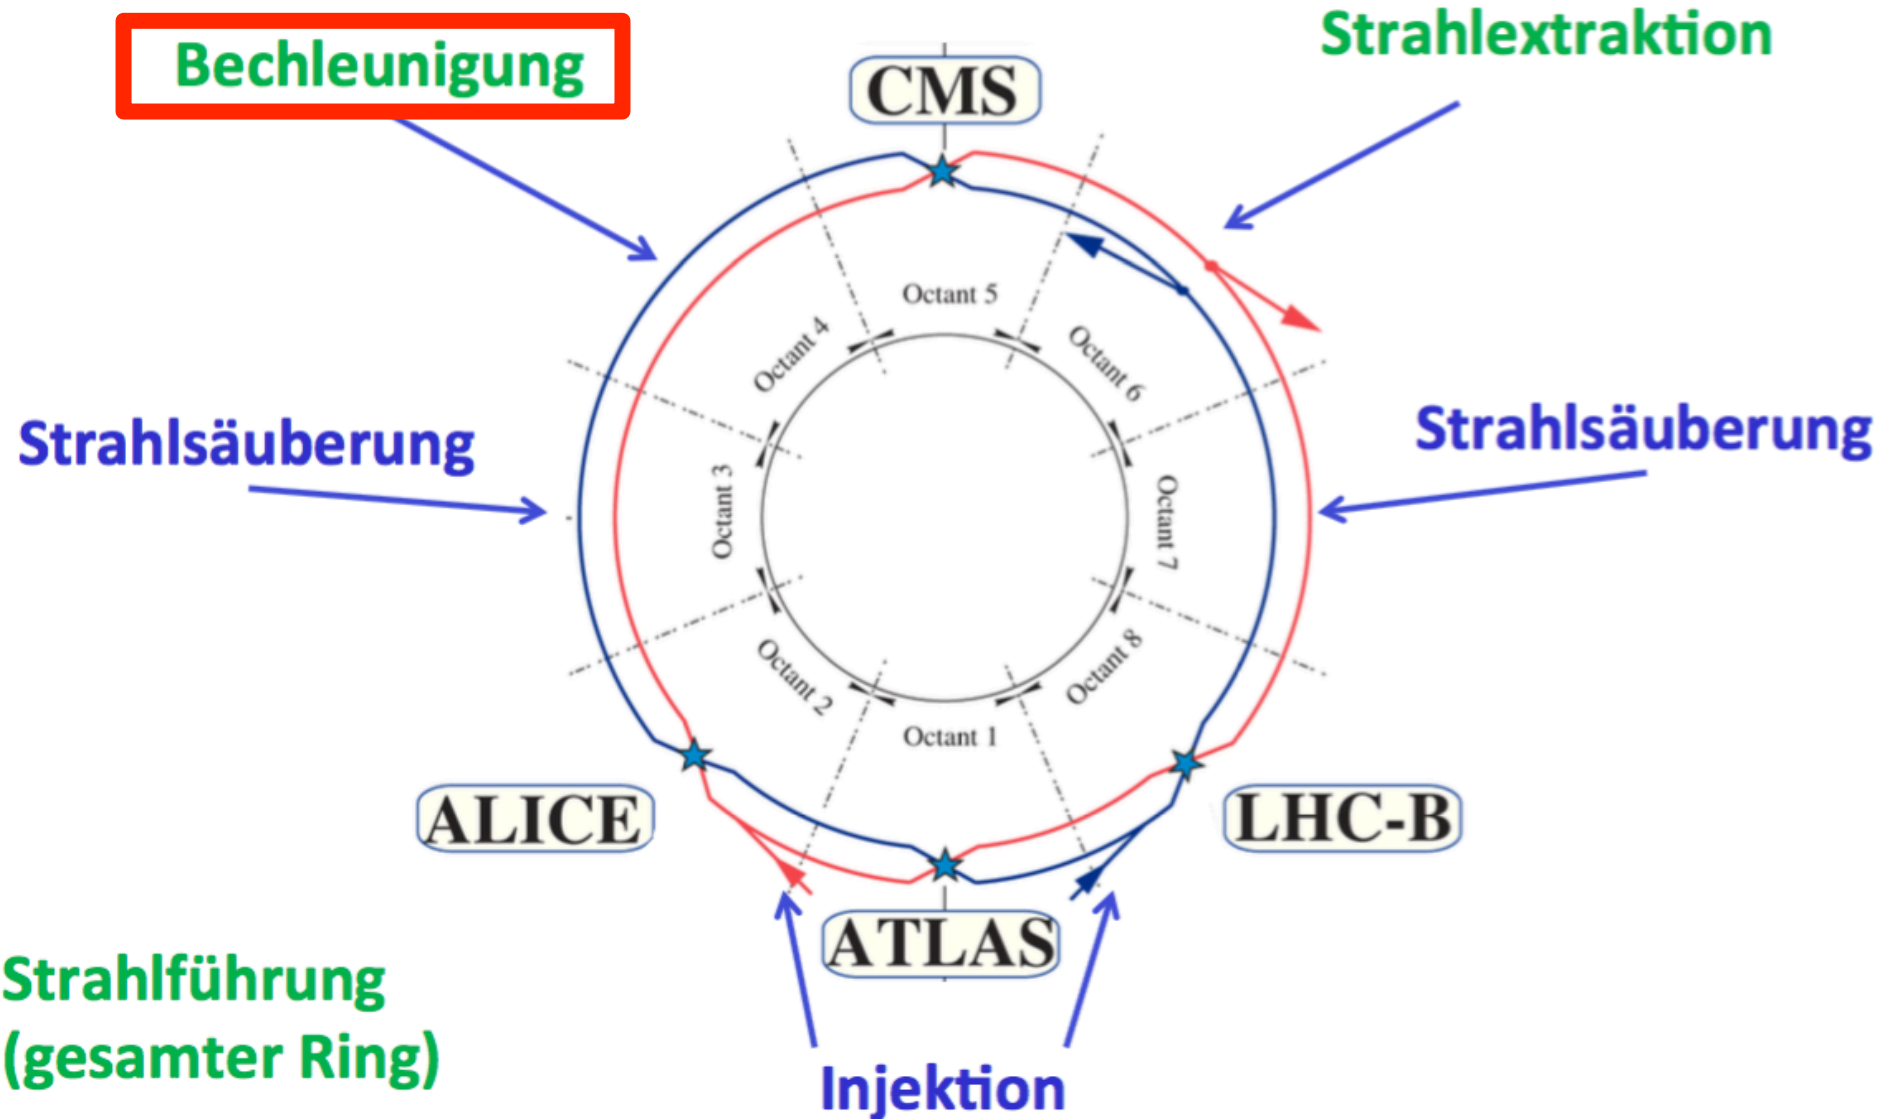 Bechleunigung
Strahlextraktion
CMS
Octant 5
Octant 4
Octant 6
Strahlsäuberung
Strahlsäuberung
Octant 3
Octant 7
Octant 2
Octant 8
Octant 1
ALICE
LHC-B
ATLAS
Strahlführung
(gesamter Ring)
Injektion